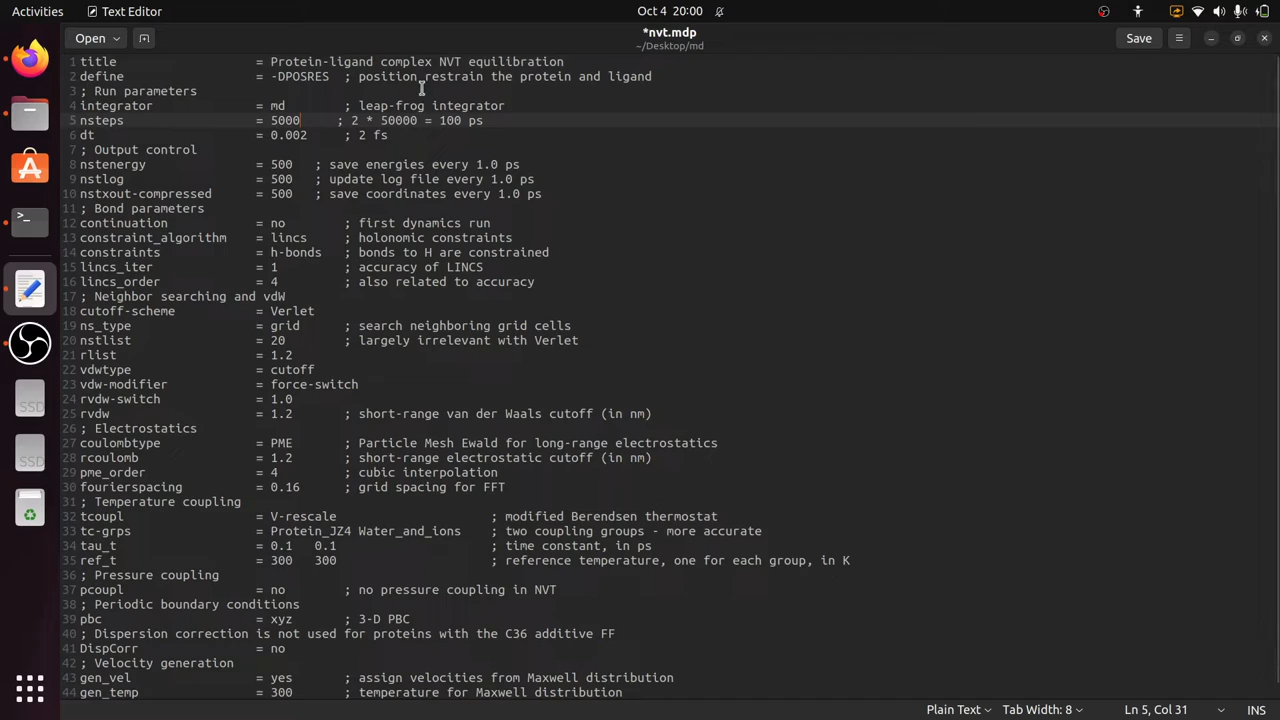 Activities Text Editor Oct 4 20:00
Open *nvt.mdp Save
~/Desktop/md
1 title = Protein-ligand complex NVT equilibration
2 define = -DPOSRES ; position restrain the protein and ligand
3 ; Run parameters
4 integrator = md ; leap-frog integrator
5 nsteps = 5000 ; 2 * 50000 = 100 ps
6 dt = 0.002 ; 2 fs
7 ; Output control
8 nstenergy = 500 ; save energies every 1.0 ps
9 nstlog = 500 ; update log file every 1.0 ps
10 nstxout-compressed = 500 ; save coordinates every 1.0 ps
11 ; Bond parameters
12 continuation = no ; first dynamics run
13 constraint_algorithm = lincs ; holonomic constraints
14 constraints = h-bonds ; bonds to H are constrained
15 lincs_iter = 1 ; accuracy of LINCS
16 lincs_order = 4 ; also related to accuracy
17 ; Neighbor searching and vdW
18 cutoff-scheme = Verlet
19 ns_type = grid ; search neighboring grid cells
20 nstlist = 20 ; largely irrelevant with Verlet
21 rlist = 1.2
22 vdwtype = cutoff
23 vdw-modifier = force-switch
24 rvdw-switch = 1.0
25 rvdw = 1.2 ; short-range van der Waals cutoff (in nm)
26 ; Electrostatics
27 coulombtype = PME ; Particle Mesh Ewald for long-range electrostatics
28 rcoulomb = 1.2 ; short-range electrostatic cutoff (in nm)
29 pme_order = 4 ; cubic interpolation
30 fourierspacing = 0.16 ; grid spacing for FFT
31 ; Temperature coupling
32 tcoupl = V-rescale ; modified Berendsen thermostat
33 tc-grps = Protein_JZ4 Water_and_ions ; two coupling groups - more accurate
34 tau_t = 0.1 0.1 ; time constant, in ps
35 ref_t = 300 300 ; reference temperature, one for each group, in K
36 ; Pressure coupling
37 pcoupl = no ; no pressure coupling in NVT
38 ; Periodic boundary conditions
39 pbc = xyz ; 3-D PBC
40 ; Dispersion correction is not used for proteins with the C36 additive FF
41 DispCorr = no
42 ; Velocity generation
43 gen_vel = yes ; assign velocities from Maxwell distribution
44 gen_temp = 300 ; temperature for Maxwell distribution
Plain Text Tab Width: 8 Ln 5, Col 31 INS
SSD
SSD